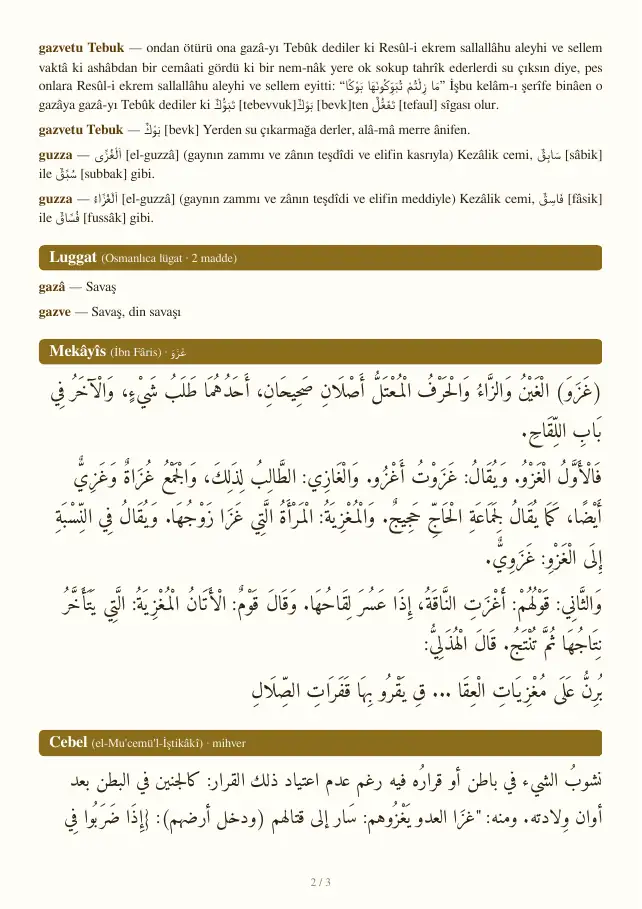 gazvetu Tebuk — ondan ötürü ona gazâ-yı Tebûk dediler ki Resûl-i ekrem sallallâhu aleyhi ve sellem
vaktâ ki ashâbdan bir cemâati gördü ki bir nem-nâk yere ok sokup tahrîk ederlerdi su çıksın diye, pes
onlara Resûl-i ekrem sallallâhu aleyhi ve sellem eyitti: “مَا زِلْتُمْ تُبَوِّكُونَهَا بَوْكًا” İşbu kelâm-ı şerîfe binâen o
gazâya gazâ-yı Tebûk dediler ki تَبَوُّكٌ [tebevvuk]بَوْكٌ [bevk]ten تَفَعُّلٌ [tefaul] sîgası olur.
gazvetu Tebuk — بَوْكٌ [bevk] Yerden su çıkarmağa derler, alâ-mâ merre ânifen.
guzza — اَلْغُزَّى [el-guzzâ] (gaynın zammı ve zânın teşdîdi ve elifin kasrıyla) Kezâlik cemi, سَابِقٌ [sâbik]
ile سُبَّقٌ [subbak] gibi.
guzza — اَلْغُزَّاءُ [el-guzzâ] (gaynın zammı ve zânın teşdîdi ve elifin meddiyle) Kezâlik cemi, فَاسِقٌ [fâsik]
ile فُسَّاقٌ [fussâk] gibi.
Luggat (Osmanlıca lügat · 2 madde)
gazâ — Savaş
gazve — Savaş, din savaşı
Mekâyîs (İbn Fâris) · غَزَوَ
(غَزَوَ) الْغَيْنُ وَالزَّاءُ وَالْحَرْفُ الْمُعْتَلُّ أَصْلَانِ صَحِيحَانِ، أَحَدُهُمَا طَلَبُ شَيْءٍ، وَالْآخَرُ فِي
بَابِ اللِّقَاحِ.
فَالْأَوَّلُ الْغَزْوُ. وَيُقَالُ: غَزَوْتُ أَغْزُو. وَالْغَازِي: الطَّالِبُ لِذَلِكَ، وَالْجَمْعُ غُزَاةٌ وَغَزِيٌّ
أَيْضًا، كَمَا يُقَالُ لِجَمَاعَةِ الْحَاجِّ حَجِيجٌ. وَالْمُغْزِيَةُ: الْمَرْأَةُ الَّتِي غَزَا زَوْجُهَا. وَيُقَالُ فِي النِّسْبَةِ
إِلَى الْغَزْوِ: غَزَوِيٌّ.
وَالثَّانِي: قَوْلُهُمْ: أَغْزَتِ النَّاقَةُ، إِذَا عَسُرَ لِقَاحُهَا. وَقَالَ قَوْمٌ: الْأَتَانُ الْمُغْزِيَةُ: الَّتِي يَتَأَخَّرُ
نِتَاجُهَا ثُمَّ تُنْتَجُ. قَالَ الْهُذَلِيُّ:
يُرِنُّ عَلَى مُغْزِيَاتِ الْعِقَا ... قِ يَقْرُو بِهَا قَفَرَاتِ الصِّلَالِ
Cebel (el-Mu'cemü'l-İştikâkî) · mihver
نشوبُ الشيء في باطن أو قرارُه فيه رغم عدم اعتياد ذلك القرار: كالجنين في البطن بعد
أوان وِلادته. ومنه: "غزَا العدو يَغْزُوهم: سَار إلى قتالهم (ودخل أرضهم): {إِذَا ضَرَبُوا فِي
2 / 3